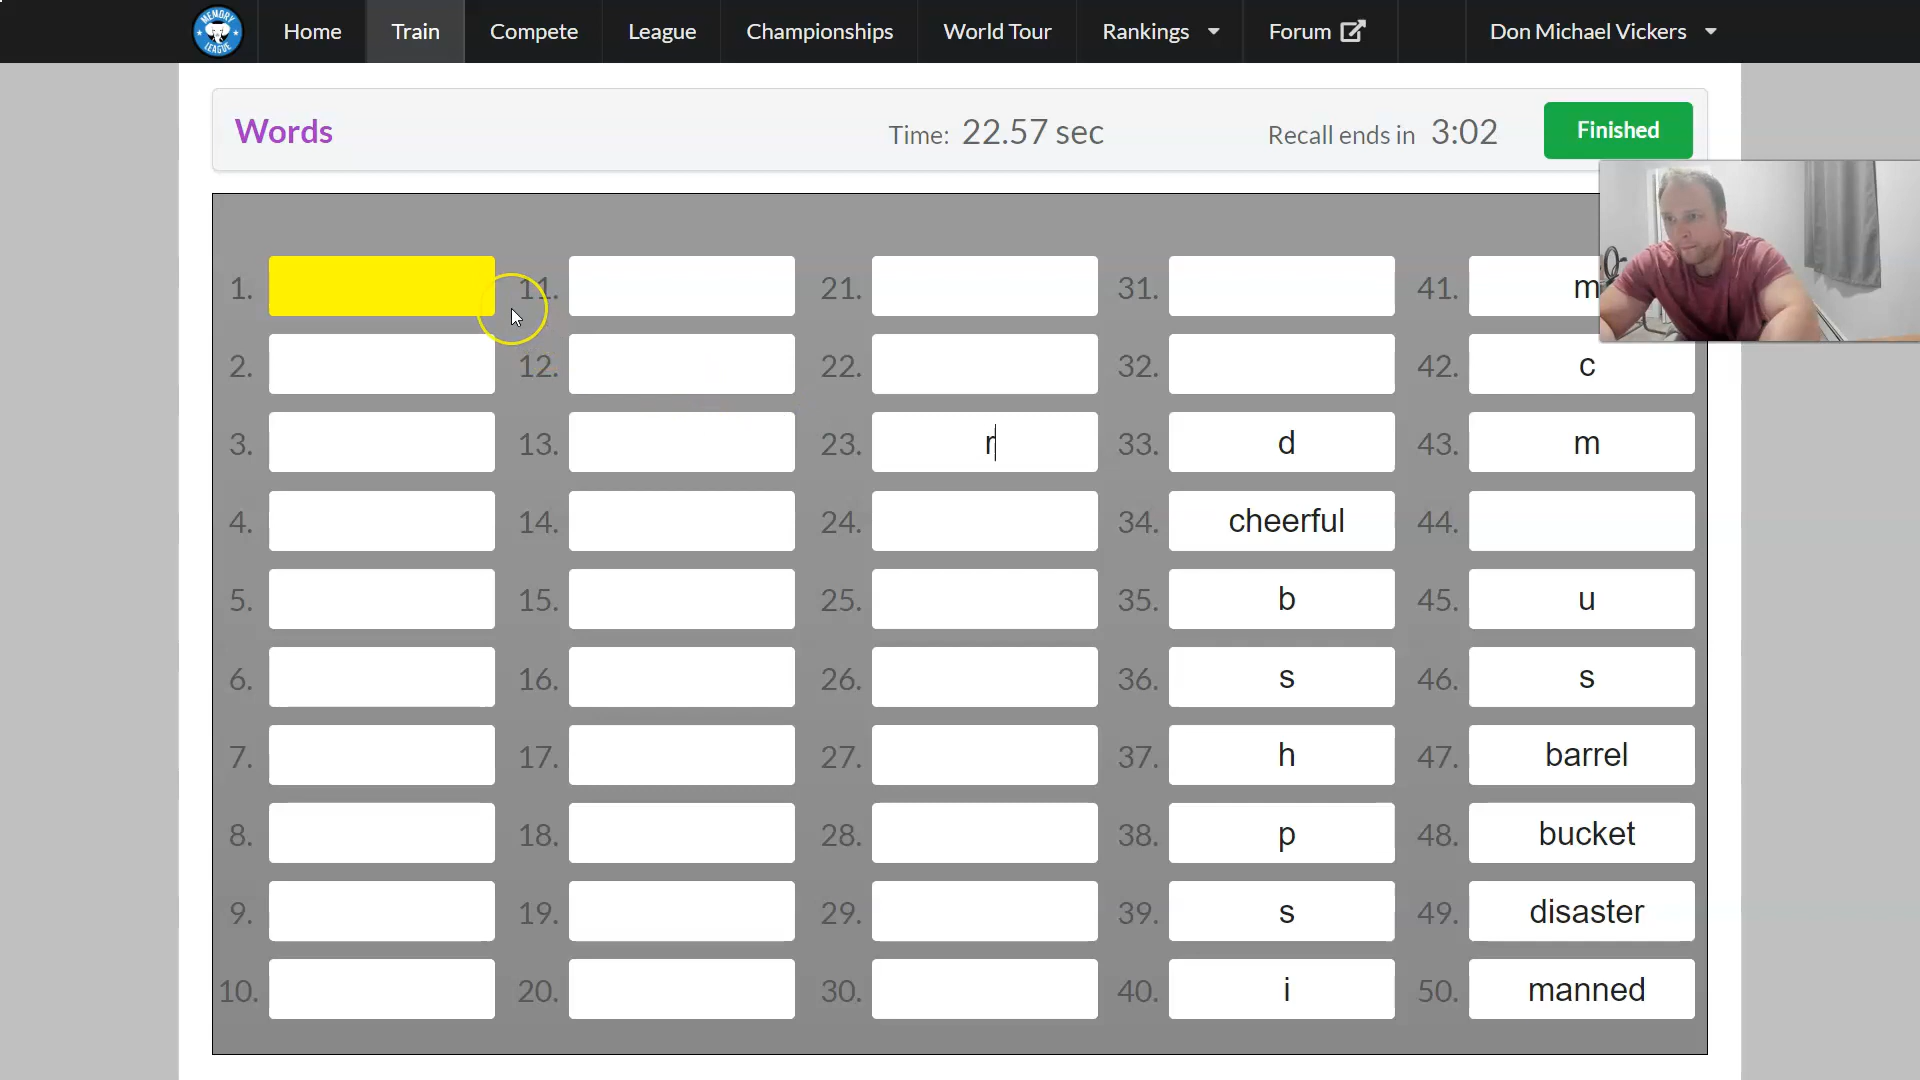 MEMORY LEAGUE
Home Train Compete League Championships World Tour Rankings Forum Don Michael Vickers
Words Time: 22.57 sec Recall ends in 3:02 Finished
1. 11. 21. 31. 41. m
2. 12. 22. 32. 42. c
3. 13. 23. r 33. d 43. m
4. 14. 24. 34. cheerful 44.
5. 15. 25. 35. b 45. u
6. 16. 26. 36. s 46. s
7. 17. 27. 37. h 47. barrel
8. 18. 28. 38. p 48. bucket
9. 19. 29. 39. s 49. disaster
10. 20. 30. 40. i 50. manned